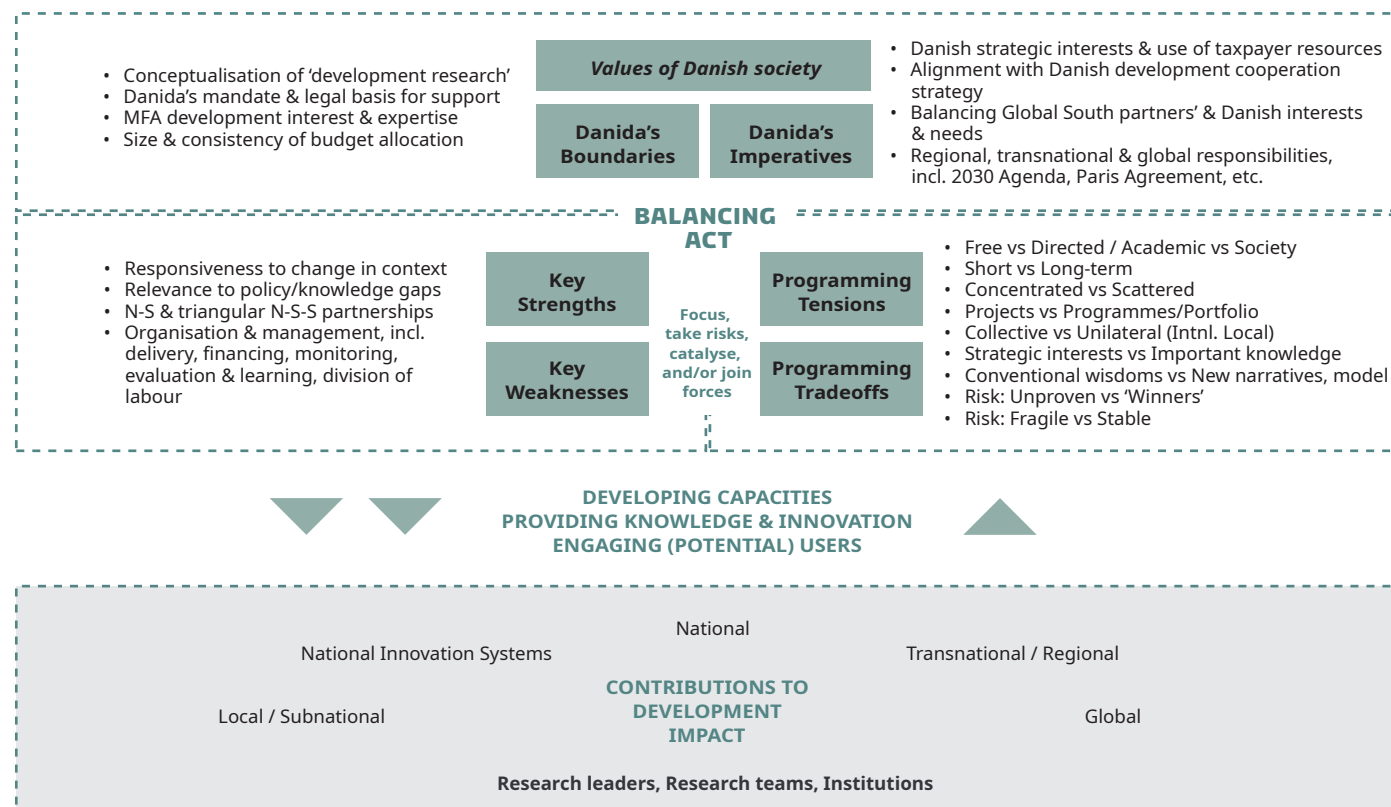 • Conceptualisation of ‘development research’
• Danida’s mandate & legal basis for support
• MFA development interest & expertise
• Size & consistency of budget allocation
Values of Danish society
Danida’s
Boundaries
Danida’s
Imperatives
• Danish strategic interests & use of taxpayer resources
• Alignment with Danish development cooperation
strategy
• Balancing Global South partners’ & Danish interests
& needs
• Regional, transnational & global responsibilities,
incl. 2030 Agenda, Paris Agreement, etc.
BALANCING
ACT
• Responsiveness to change in context
• Relevance to policy/knowledge gaps
• N-S & triangular N-S-S partnerships
• Organisation & management, incl.
delivery, financing, monitoring,
evaluation & learning, division of
labour
Key
Strengths
Key
Weaknesses
Focus,
take risks,
catalyse,
and/or join
forces
Programming
Tensions
Programming
Tradeoffs
• Free vs Directed / Academic vs Society
• Short vs Long-term
• Concentrated vs Scattered
• Projects vs Programmes/Portfolio
• Collective vs Unilateral (Intnl. Local)
• Strategic interests vs Important knowledge
• Conventional wisdoms vs New narratives, model
• Risk: Unproven vs ‘Winners’
• Risk: Fragile vs Stable
DEVELOPING CAPACITIES
PROVIDING KNOWLEDGE & INNOVATION
ENGAGING (POTENTIAL) USERS
National
National Innovation Systems
Transnational / Regional
CONTRIBUTIONS TO
DEVELOPMENT
IMPACT
Local / Subnational
Global
Research leaders, Research teams, Institutions